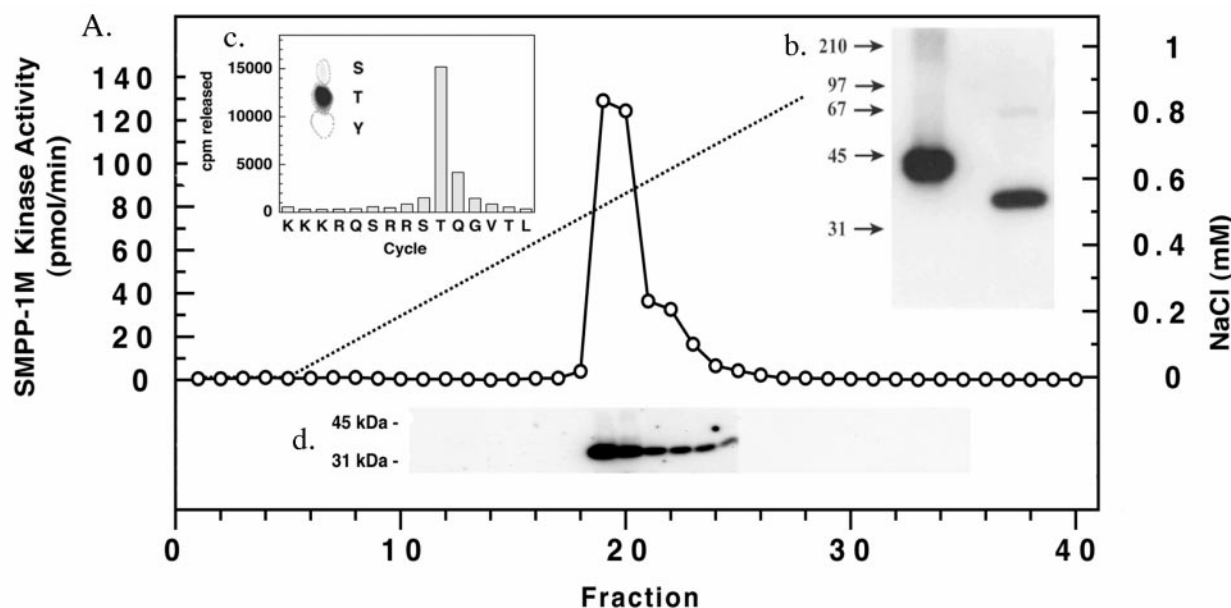 A.
SMPP-1M Kinase Activity
(pmol/min)
140
120
100
80
60
40
20
0
c.
cpm released
15000
10000
5000
0
S
T
Y
K K K R Q S R R S T Q G V T L
Cycle
b.
210
97
67
45
31
1
0.8
0.6
0.4
0.2
0
NaCl (mM)
d.
45 kDa -
31 kDa -
0 10 20 30 40
Fraction